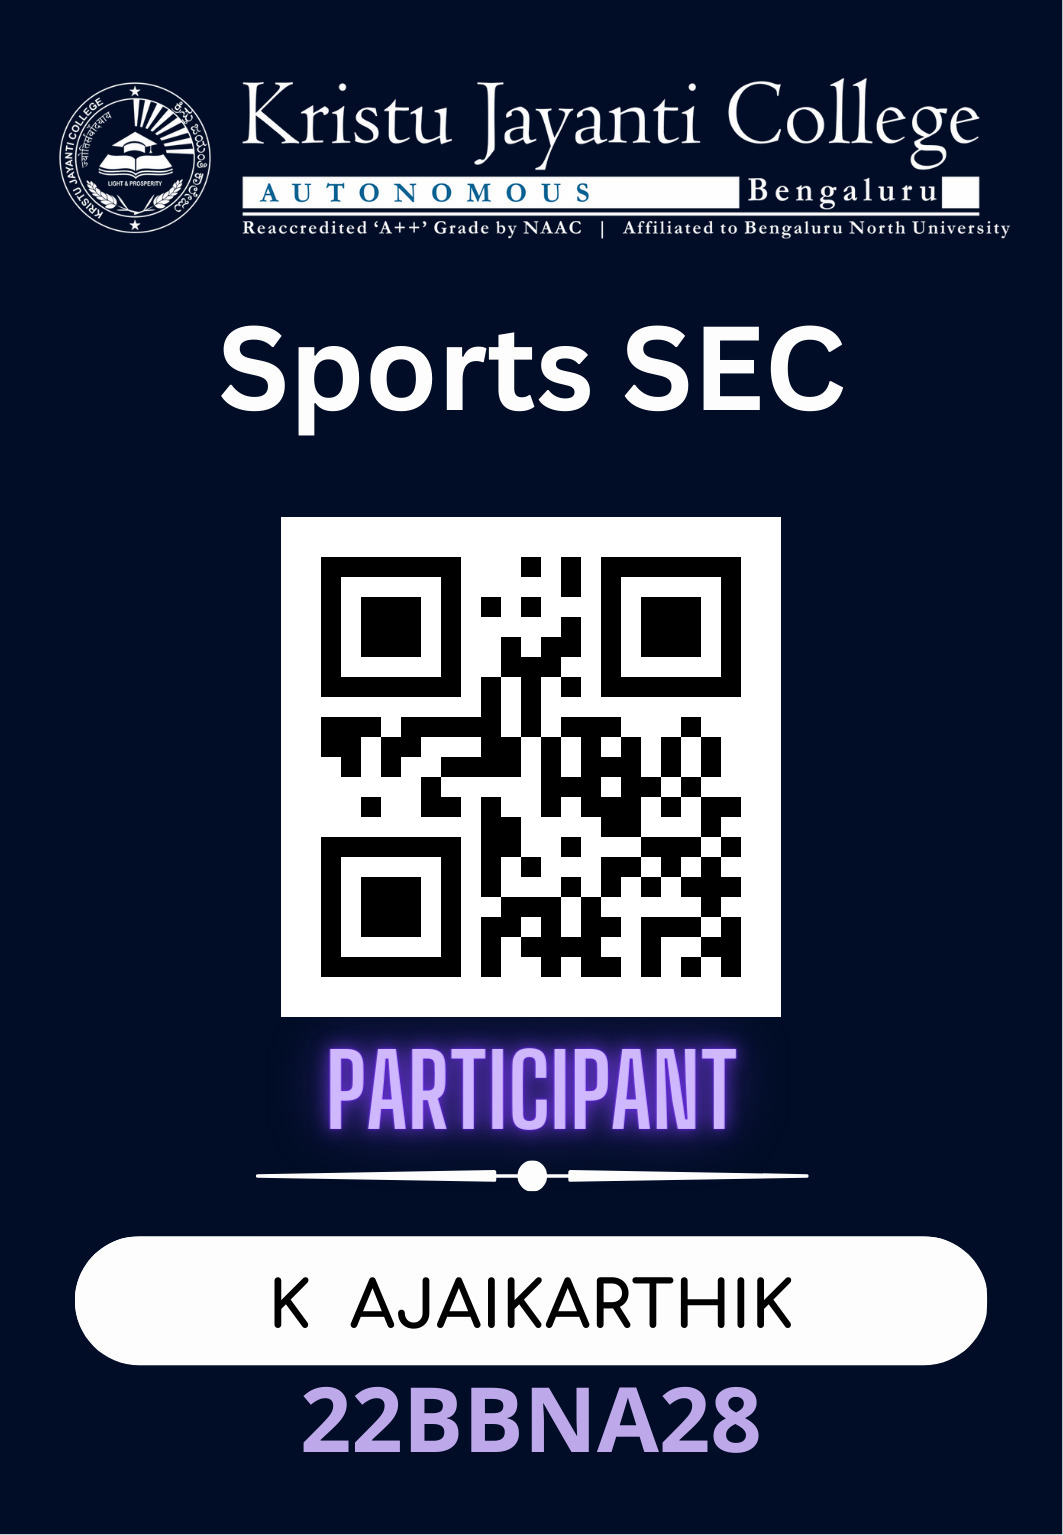 Kristu Jayanti College
AUTONOMOUS Bengaluru
Reaccredited ‘A++’ Grade by NAAC | Affiliated to Bengaluru North University
KRISTU JAYANTI COLLEGE
ಕ್ರಿಸ್ತು ಜಯಂತಿ ಕಾಲೇಜು
LIGHT & PROSPERITY
Sports SEC
PARTICIPANT
K AJAIKARTHIK
22BBNA28